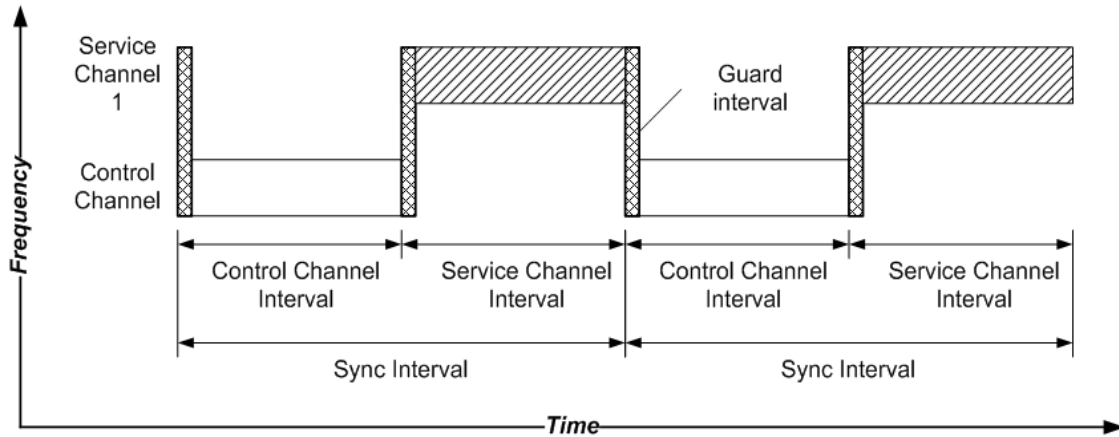 Service
Channel
1
Guard
interval
Control
Channel
Frequency
Control Channel
Interval
Service Channel
Interval
Control Channel
Interval
Service Channel
Interval
Sync Interval
Sync Interval
Time